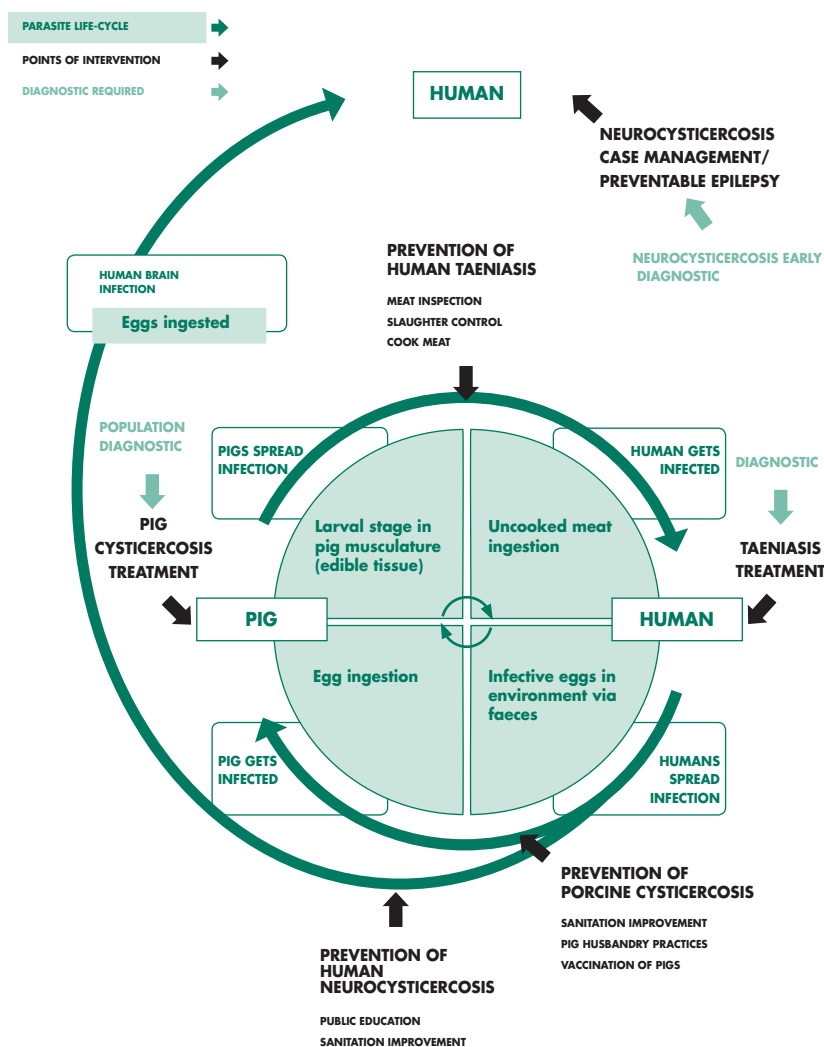 PARASITE LIFE-CYCLE
POINTS OF INTERVENTION
DIAGNOSTIC REQUIRED
HUMAN
NEUROCYSTICERCOSIS
CASE MANAGEMENT/
PREVENTABLE EPILEPSY
NEUROCYSTICERCOSIS EARLY
DIAGNOSTIC
PREVENTION OF
HUMAN TAENIASIS
MEAT INSPECTION
SLAUGHTER CONTROL
COOK MEAT
HUMAN BRAIN
INFECTION
Eggs ingested
POPULATION
DIAGNOSTIC
PIG
CYSTICERCOSIS
TREATMENT
PIGS SPREAD
INFECTION
HUMAN GETS
INFECTED
DIAGNOSTIC
TAENIASIS
TREATMENT
Larval stage in
pig musculature
(edible tissue)
Uncooked meat
ingestion
PIG
HUMAN
Egg ingestion
Infective eggs in
environment via
faeces
PIG GETS
INFECTED
HUMANS
SPREAD
INFECTION
PREVENTION OF
PORCINE CYSTICERCOSIS
SANITATION IMPROVEMENT
PIG HUSBANDRY PRACTICES
VACCINATION OF PIGS
PREVENTION OF
HUMAN
NEUROCYSTICERCOSIS
PUBLIC EDUCATION
SANITATION IMPROVEMENT